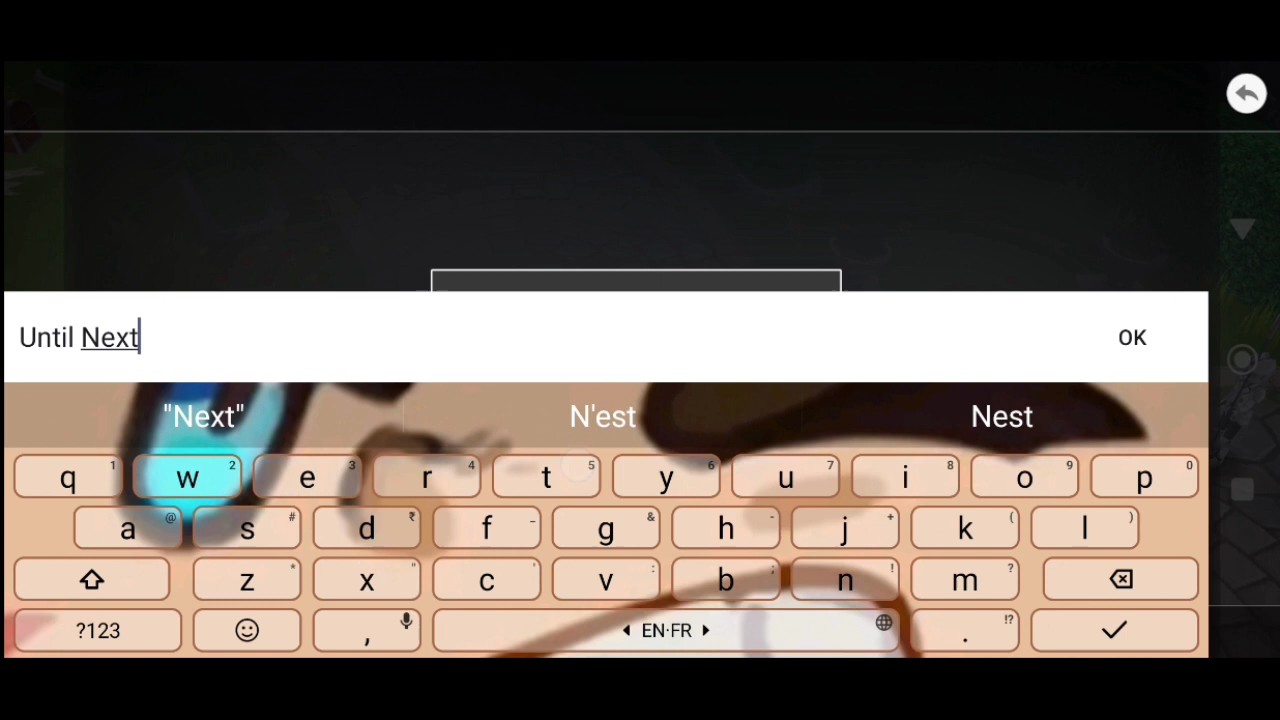 Until Next
OK
"Next" N'est Nest
q 1 w 2 e 3 r 4 t 5 y 6 u 7 i 8 o 9 p 0
a @ s # d ₹ f _ g & h - j + k ( l )
z * x " c ' v : b ; n ! m ?
?123 , EN·FR . !?